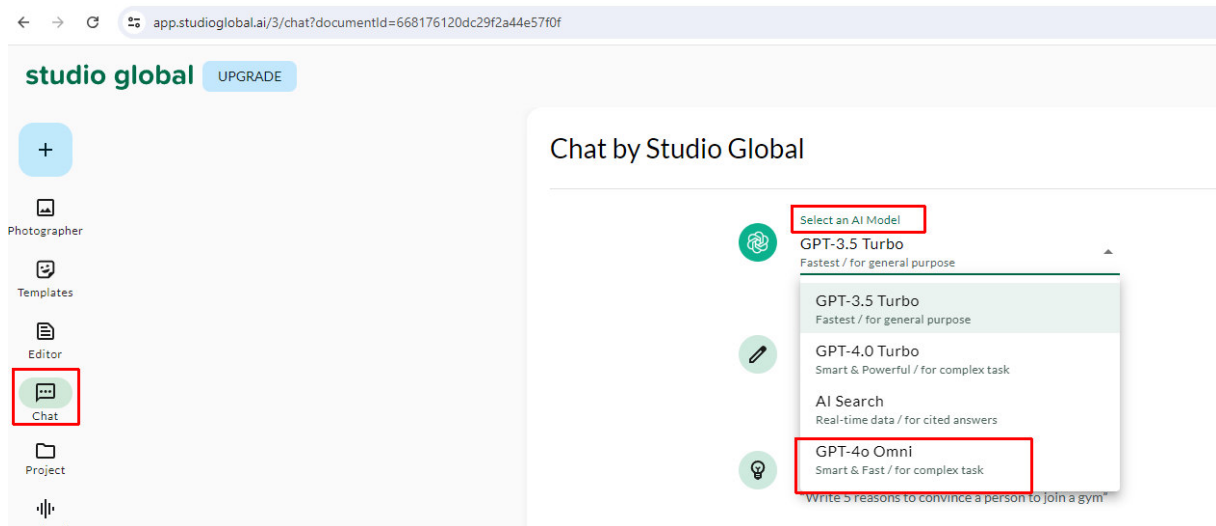 app.studioglobal.ai/3/chat?documentId=668176120dc29f2a44e57f0f
studio global UPGRADE
+
Photographer
Templates
Editor
Chat
Project
Chat by Studio Global
Select an AI Model
GPT-3.5 Turbo
Fastest / for general purpose
GPT-3.5 Turbo
Fastest / for general purpose
GPT-4.0 Turbo
Smart & Powerful / for complex task
AI Search
Real-time data / for cited answers
GPT-4o Omni
Smart & Fast / for complex task
"Write 5 reasons to convince a person to join a gym"